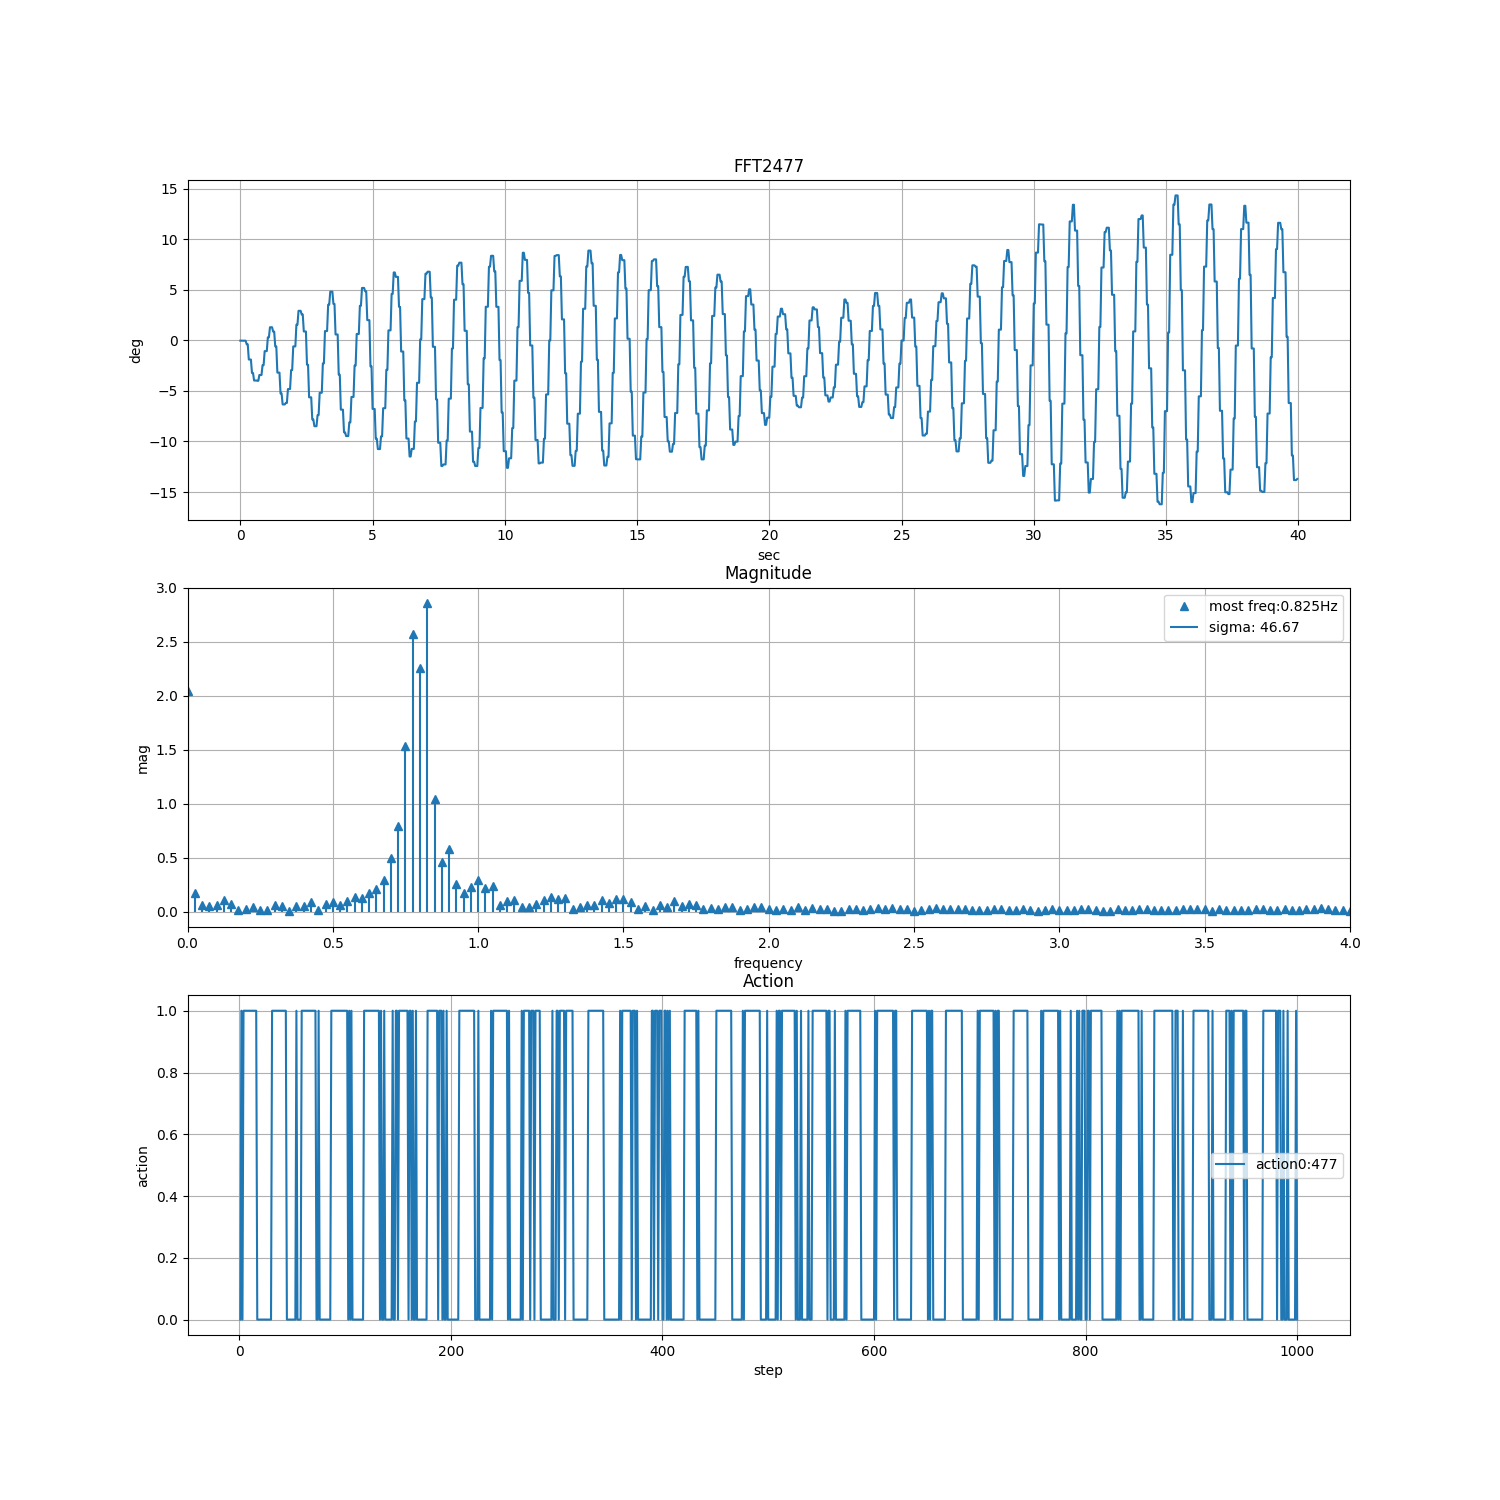 FFT2477
15
10
5
0
−5
−10
−15
deg
0 5 10 15 20 25 30 35 40
sec
Magnitude
3.0
2.5
2.0
1.5
1.0
0.5
0.0
mag
most freq:0.825Hz
sigma: 46.67
0.0 0.5 1.0 1.5 2.0 2.5 3.0 3.5 4.0
frequency
Action
1.0
0.8
0.6
0.4
0.2
0.0
action
action0:477
0 200 400 600 800 1000
step